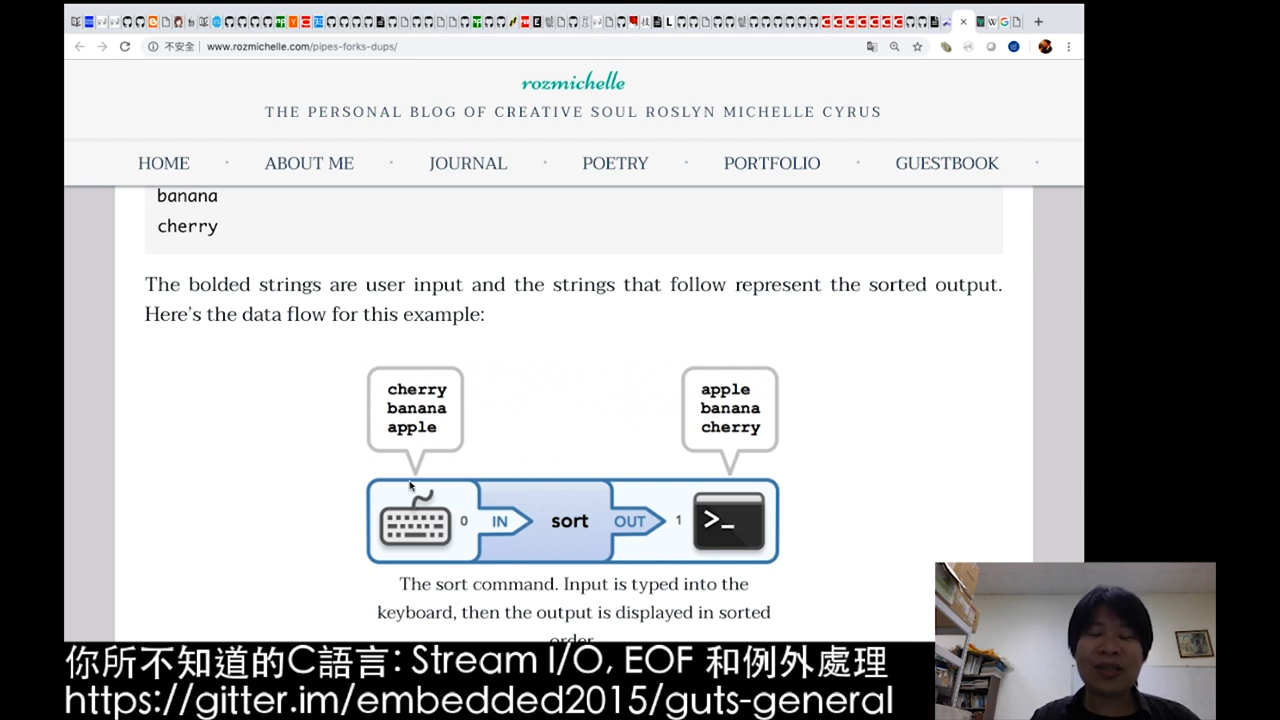 不安全 www.rozmichelle.com/pipes-forks-dups/
rozmichelle
THE PERSONAL BLOG OF CREATIVE SOUL ROSLYN MICHELLE CYRUS
HOME · ABOUT ME · JOURNAL · POETRY · PORTFOLIO · GUESTBOOK ·
banana
cherry
The bolded strings are user input and the strings that follow represent the sorted output.
Here's the data flow for this example:
cherry
banana
apple
apple
banana
cherry
0 IN sort OUT 1 >_
The sort command. Input is typed into the
keyboard, then the output is displayed in sorted
order.
你所不知道的C語言: Stream I/O, EOF 和例外處理
https://gitter.im/embedded2015/guts-general